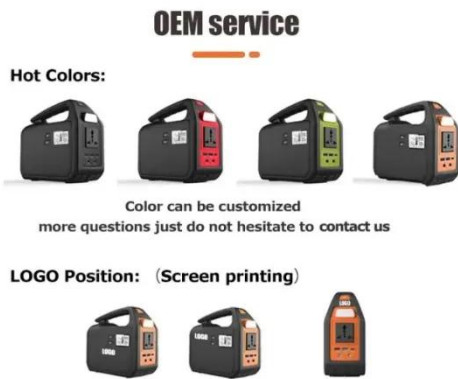 OEM service
Hot Colors:
Color can be customized
more questions just do not hesitate to contact us
LOGO Position: (Screen printing)
LOGO
LOGO
LOGO